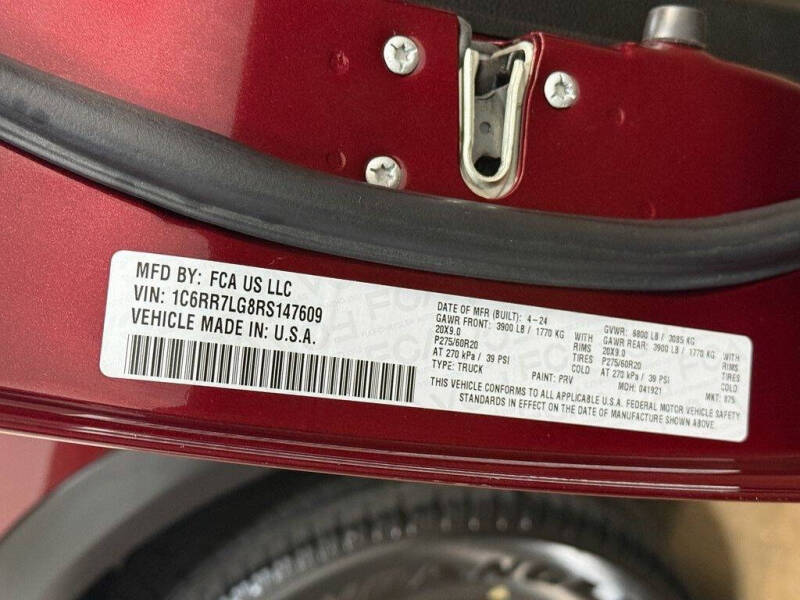 MFD BY: FCA US LLC
VIN: 1C6RR7LG8RS147609
VEHICLE MADE IN: U.S.A.
DATE OF MFR (BUILT): 4-24
GAWR FRONT: 3900 LB / 1770 KG WITH
20X9.0 RIMS
P275/60R20 TIRES
AT 270 kPa / 39 PSI COLD
TYPE: TRUCK PAINT: PRV
GVWR: 6800 LB / 3085 KG
GAWR REAR: 3900 LB / 1770 KG WITH
20X9.0 RIMS
P275/60R20 TIRES
AT 270 kPa / 39 PSI COLD
MDH: 041921 MKT:
THIS VEHICLE CONFORMS TO ALL APPLICABLE U.S.A. FEDERAL MOTOR VEHICLE SAFETY
STANDARDS IN EFFECT ON THE DATE OF MANUFACTURE SHOWN ABOVE.